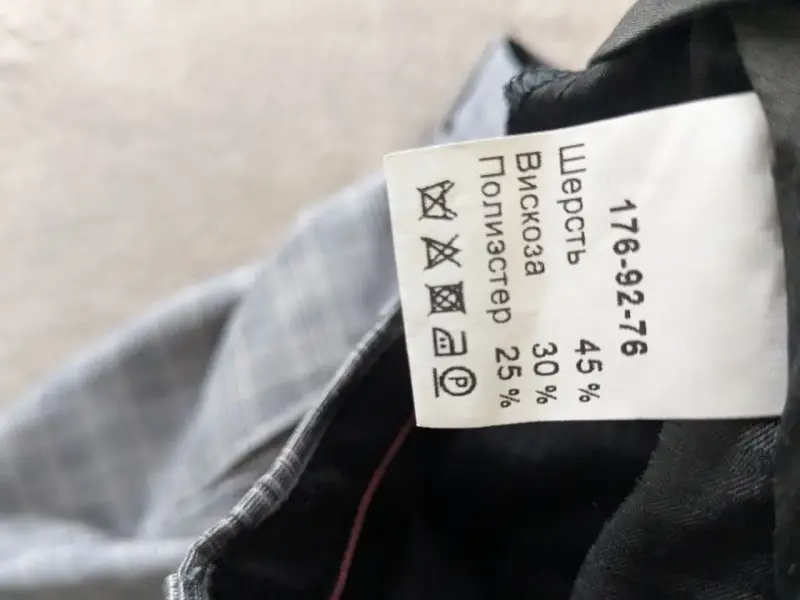 176-92-76
Шерсть 45 %
Вискоза 30 %
Полиэстер 25 %
P